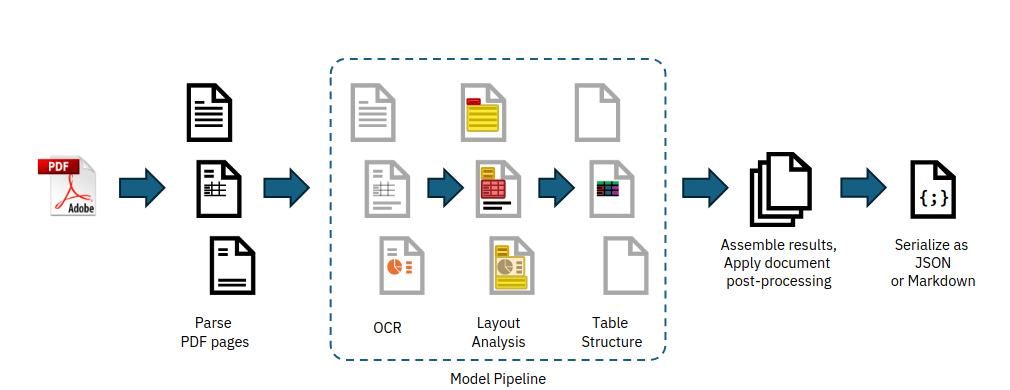 PDF
Adobe
{;}
Assemble results,
Apply document
post-processing
Serialize as
JSON
or Markdown
Parse
PDF pages
OCR
Layout
Analysis
Table
Structure
Model Pipeline